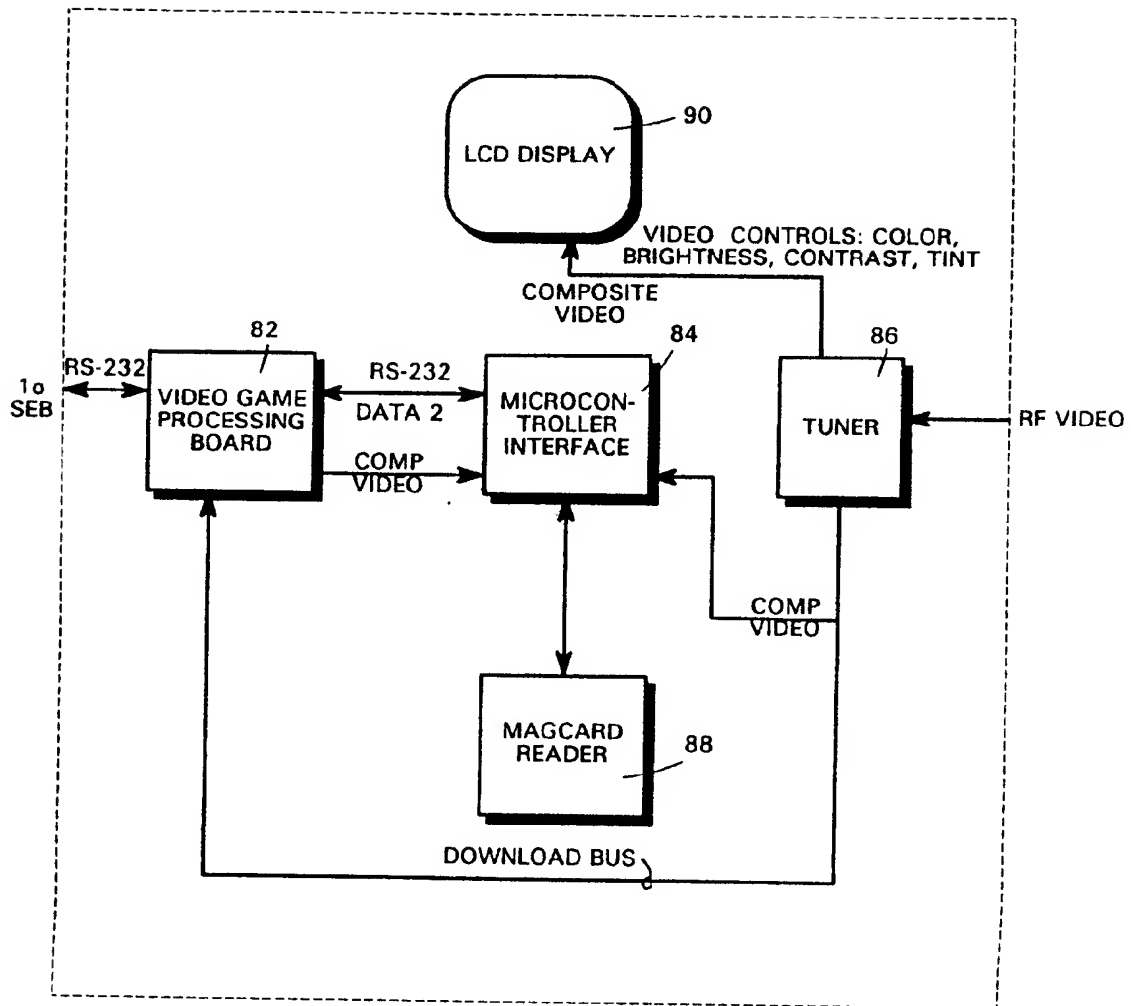 90
LCD DISPLAY
VIDEO CONTROLS: COLOR,
BRIGHTNESS, CONTRAST, TINT
COMPOSITE
VIDEO
82
84
86
RS-232
1o
SEB
VIDEO GAME
PROCESSING
BOARD
RS-232
DATA 2
COMP
VIDEO
MICROCON-
TROLLER
INTERFACE
TUNER
RF VIDEO
COMP
VIDEO
MAGCARD
READER
88
DOWNLOAD BUS